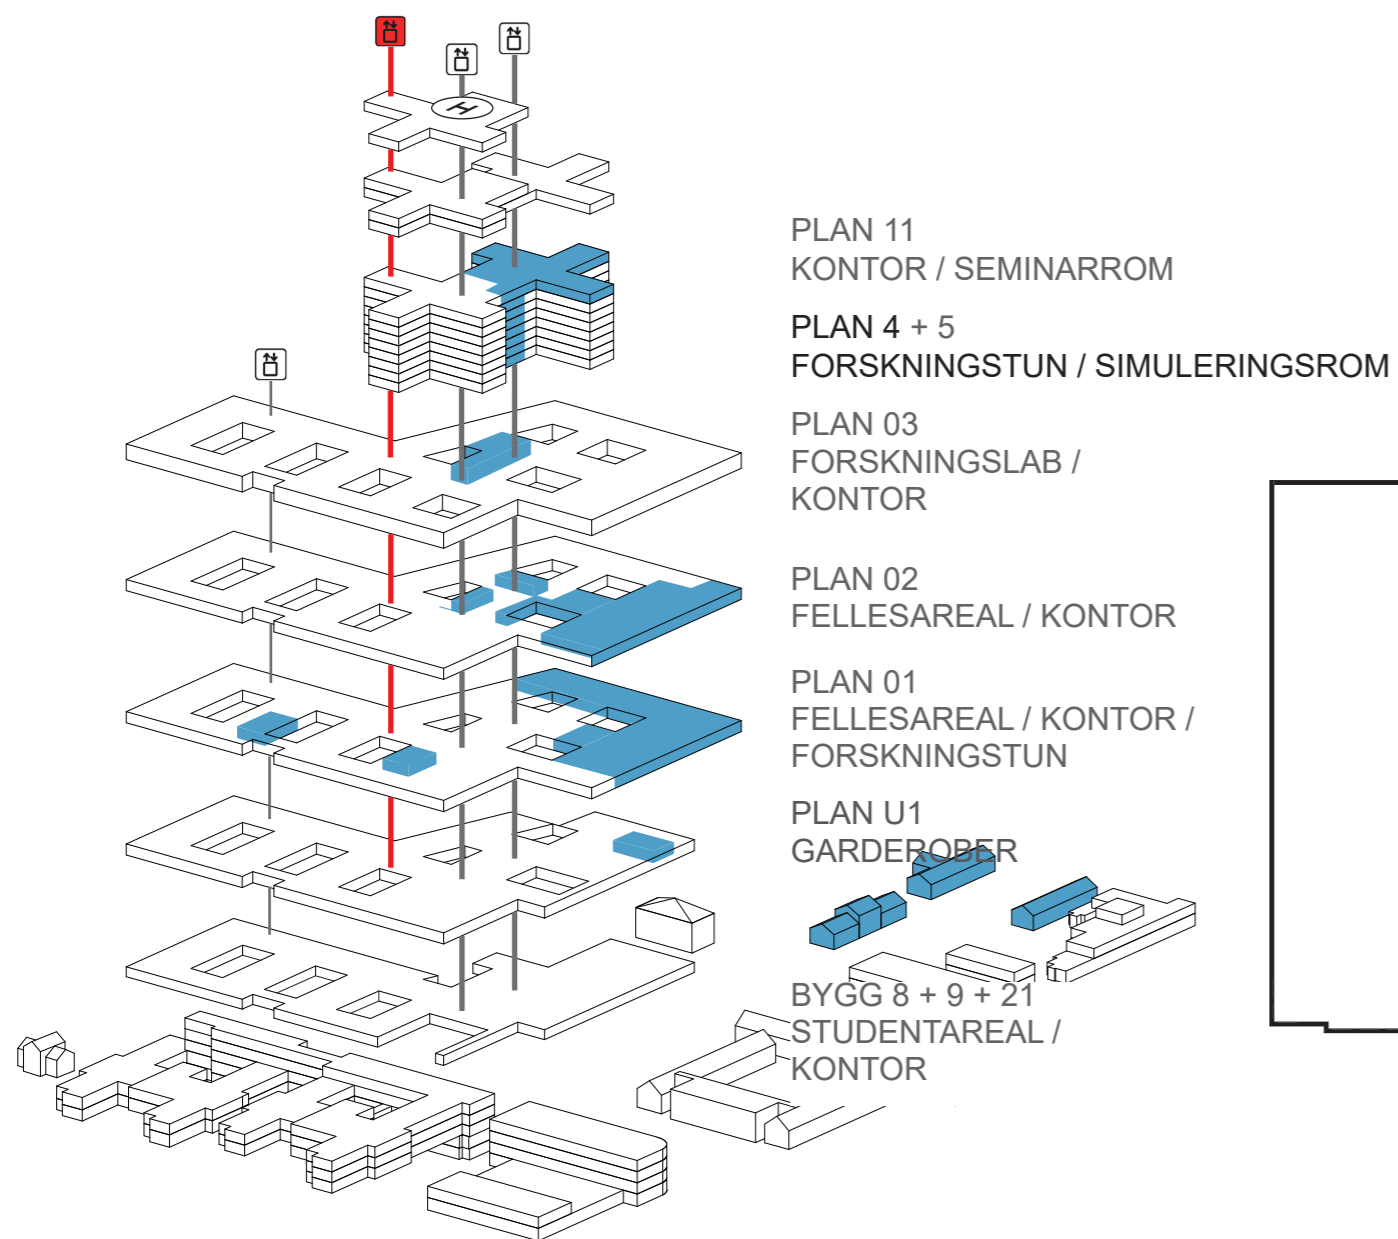 H
PLAN 11
KONTOR / SEMINARROM
PLAN 4 + 5
FORSKNINGSTUN / SIMULERINGSROM
PLAN 03
FORSKNINGSLAB /
KONTOR
PLAN 02
FELLESAREAL / KONTOR
PLAN 01
FELLESAREAL / KONTOR /
FORSKNINGSTUN
PLAN U1
GARDEROBER
BYGG 8 + 9 + 21
STUDENTAREAL /
KONTOR